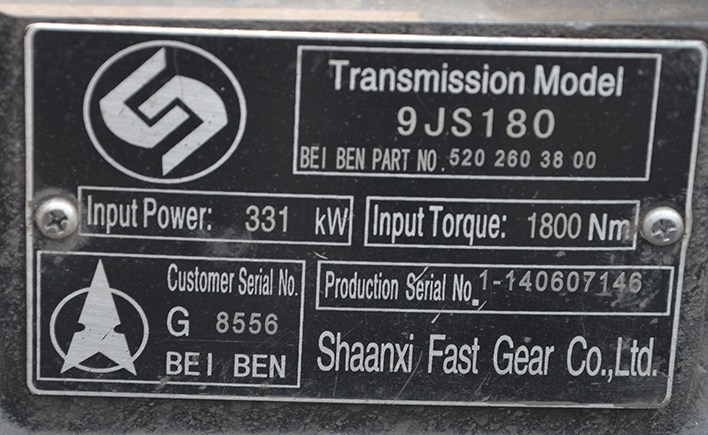 Transmission Model
9JS180
BEI BEN PART NO. 520 260 38 00
Input Power: 331 kW
Input Torque: 1800 Nm
Customer Serial No.
G 8556
BEI BEN
Production Serial No. 1-140607146
Shaanxi Fast Gear Co.,Ltd.